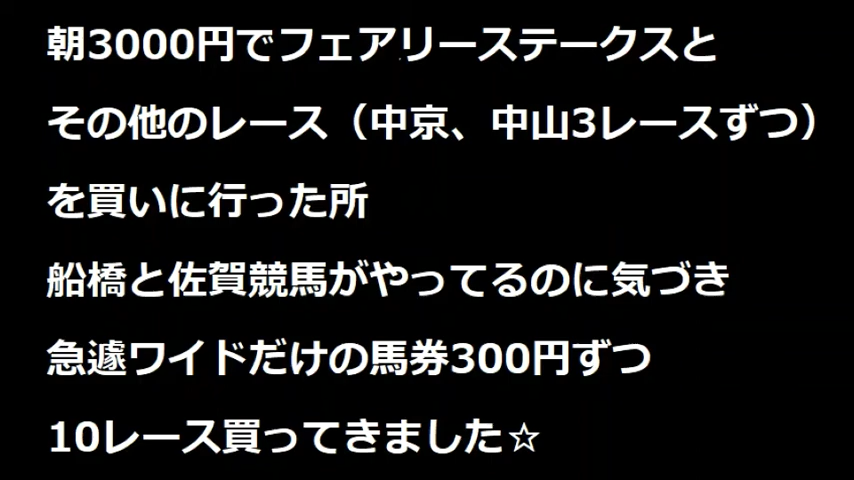 朝3000円でフェアリーステークスと
その他のレース（中京、中山3レースずつ）
を買いに行った所
船橋と佐賀競馬がやってるのに気づき
急遽ワイドだけの馬券300円ずつ
10レース買ってきました☆